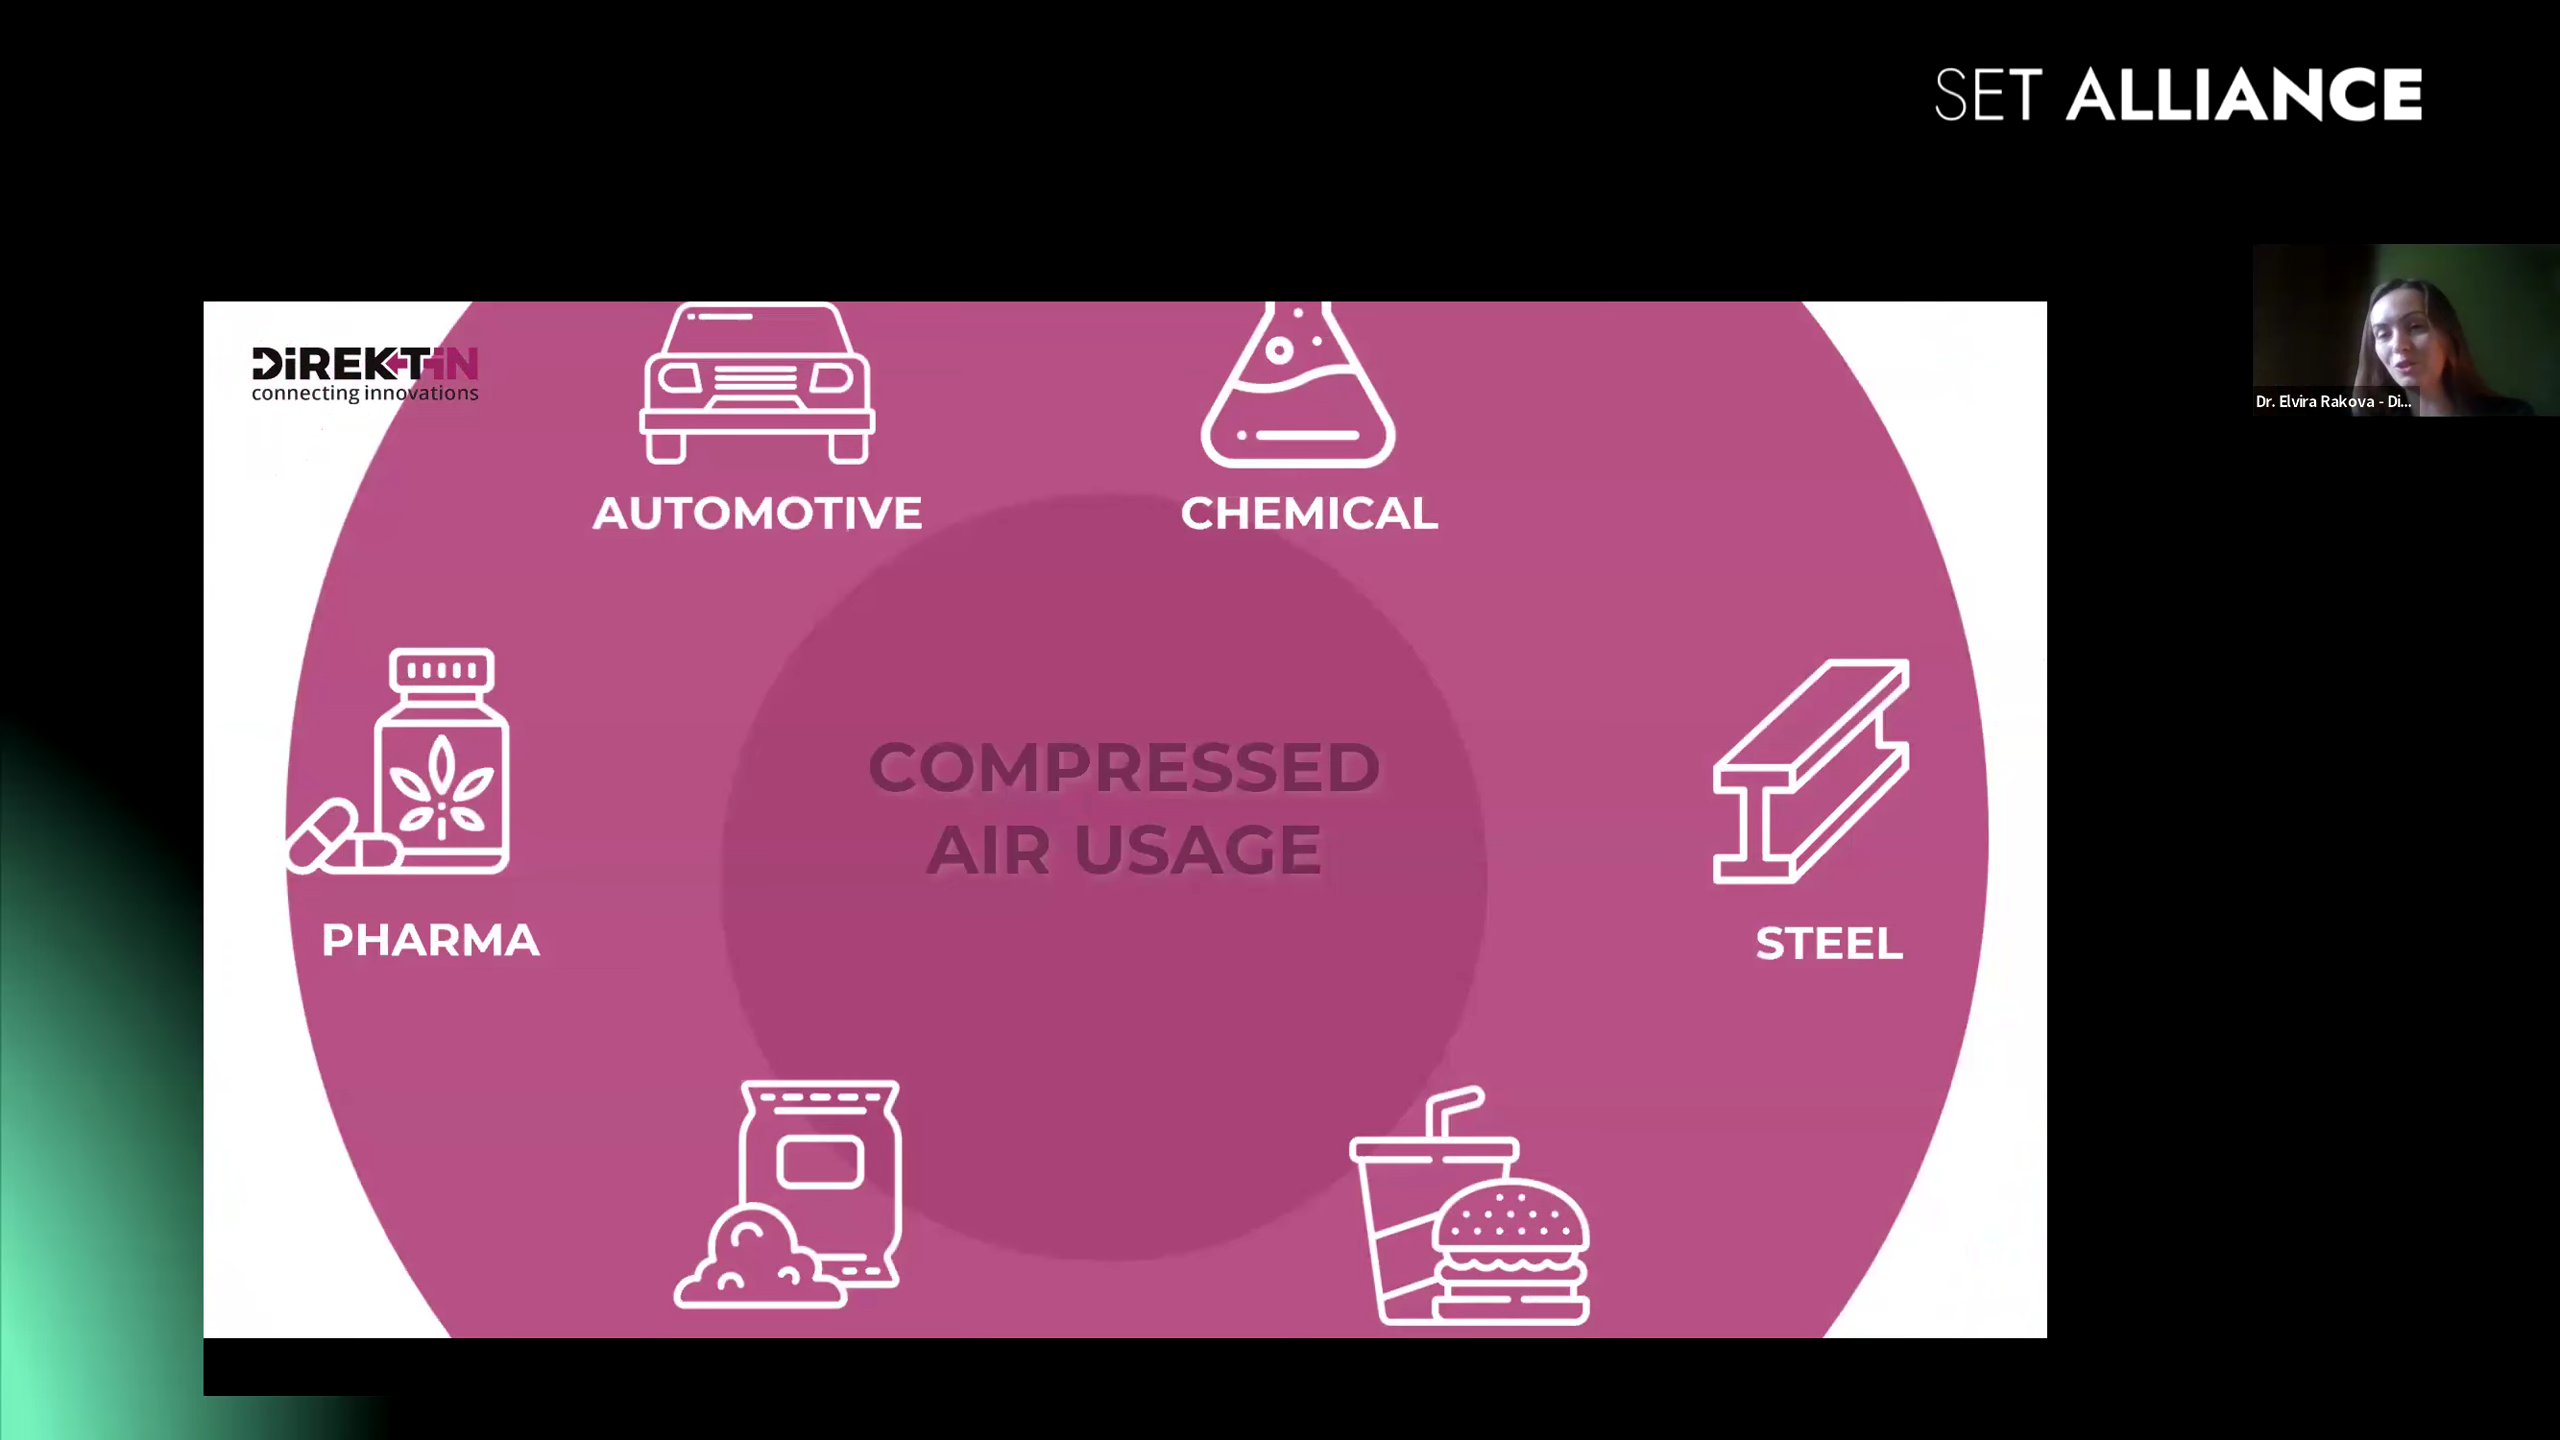 SET ALLIANCE
DiREKTiN
connecting innovations
AUTOMOTIVE
CHEMICAL
COMPRESSED
AIR USAGE
PHARMA
STEEL
Dr. Elvira Rakova - Di...